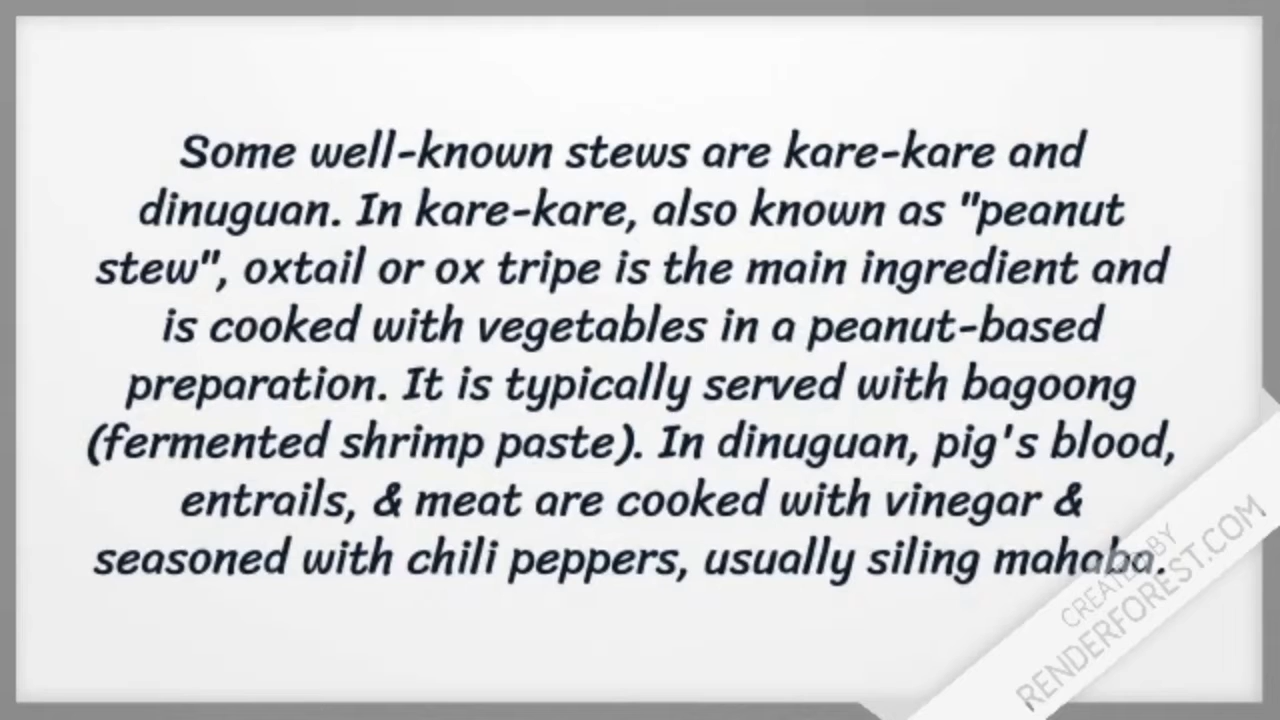 Some well-known stews are kare-kare and
dinuguan. In kare-kare, also known as "peanut
stew", oxtail or ox tripe is the main ingredient and
is cooked with vegetables in a peanut-based
preparation. It is typically served with bagoong
(fermented shrimp paste). In dinuguan, pig's blood,
entrails, & meat are cooked with vinegar &
seasoned with chili peppers, usually siling mahaba.
CREATED BY
RENDERFOREST.COM